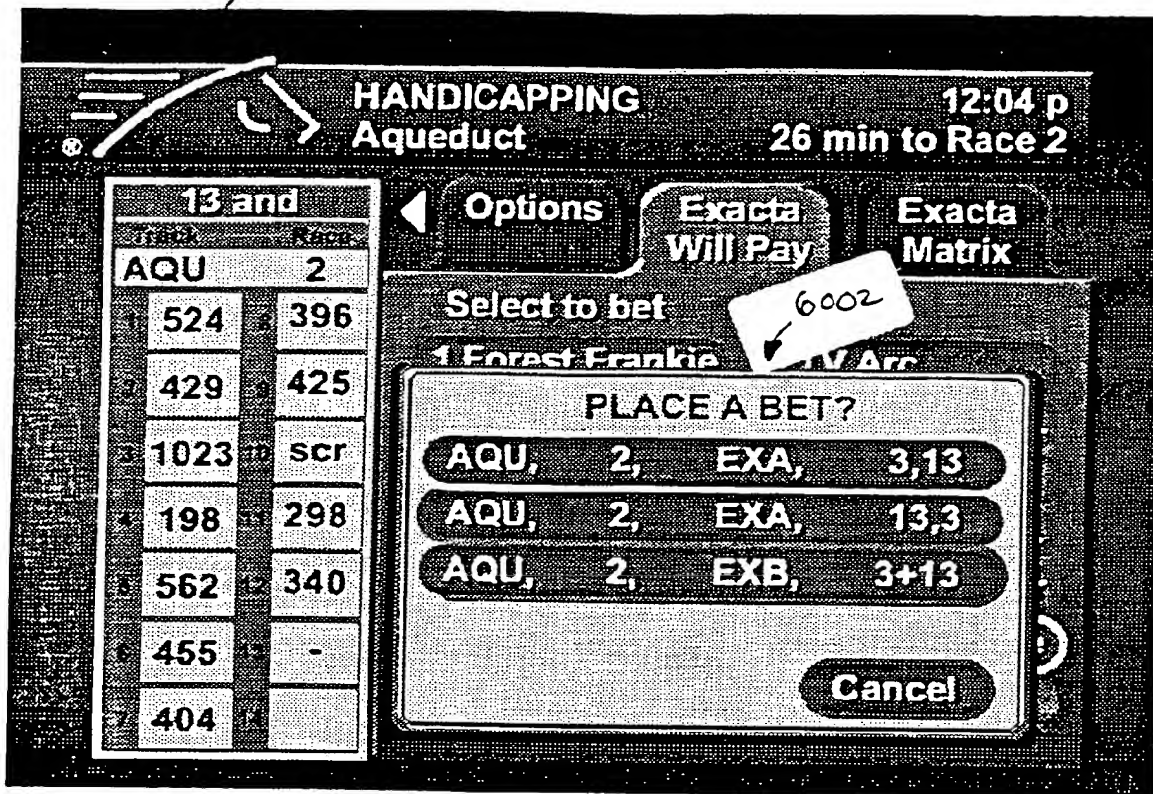 HANDICAPPING
Aqueduct
12:04 p
26 min to Race 2
13 and
Track Race
AQU 2
1 524 8 396
2 429 9 425
3 1023 10 scr
4 198 11 298
5 562 12 340
6 455 13 -
7 404 14
Options
Exacta
Will Pay
Exacta
Matrix
Select to bet
6002
1 Forest Frankie
V Arc
PLACE A BET?
AQU, 2, EXA, 3,13
AQU, 2, EXA, 13,3
AQU, 2, EXB, 3+13
Cancel
®